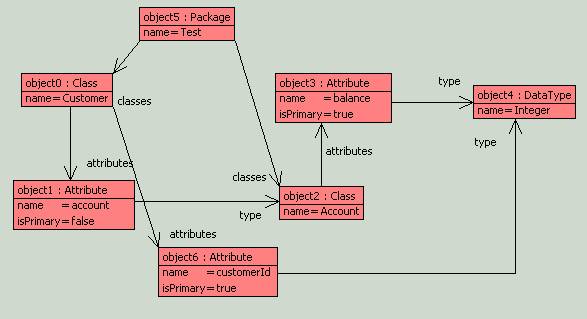 object5 : Package
name=Test
object0 : Class
name=Customer
classes
object3 : Attribute
name =balance
isPrimary=true
type
object4 : DataType
name=Integer
type
attributes
attributes
object1 : Attribute
name =account
isPrimary=false
classes
type
object2 : Class
name=Account
attributes
object6 : Attribute
name =customerId
isPrimary=true